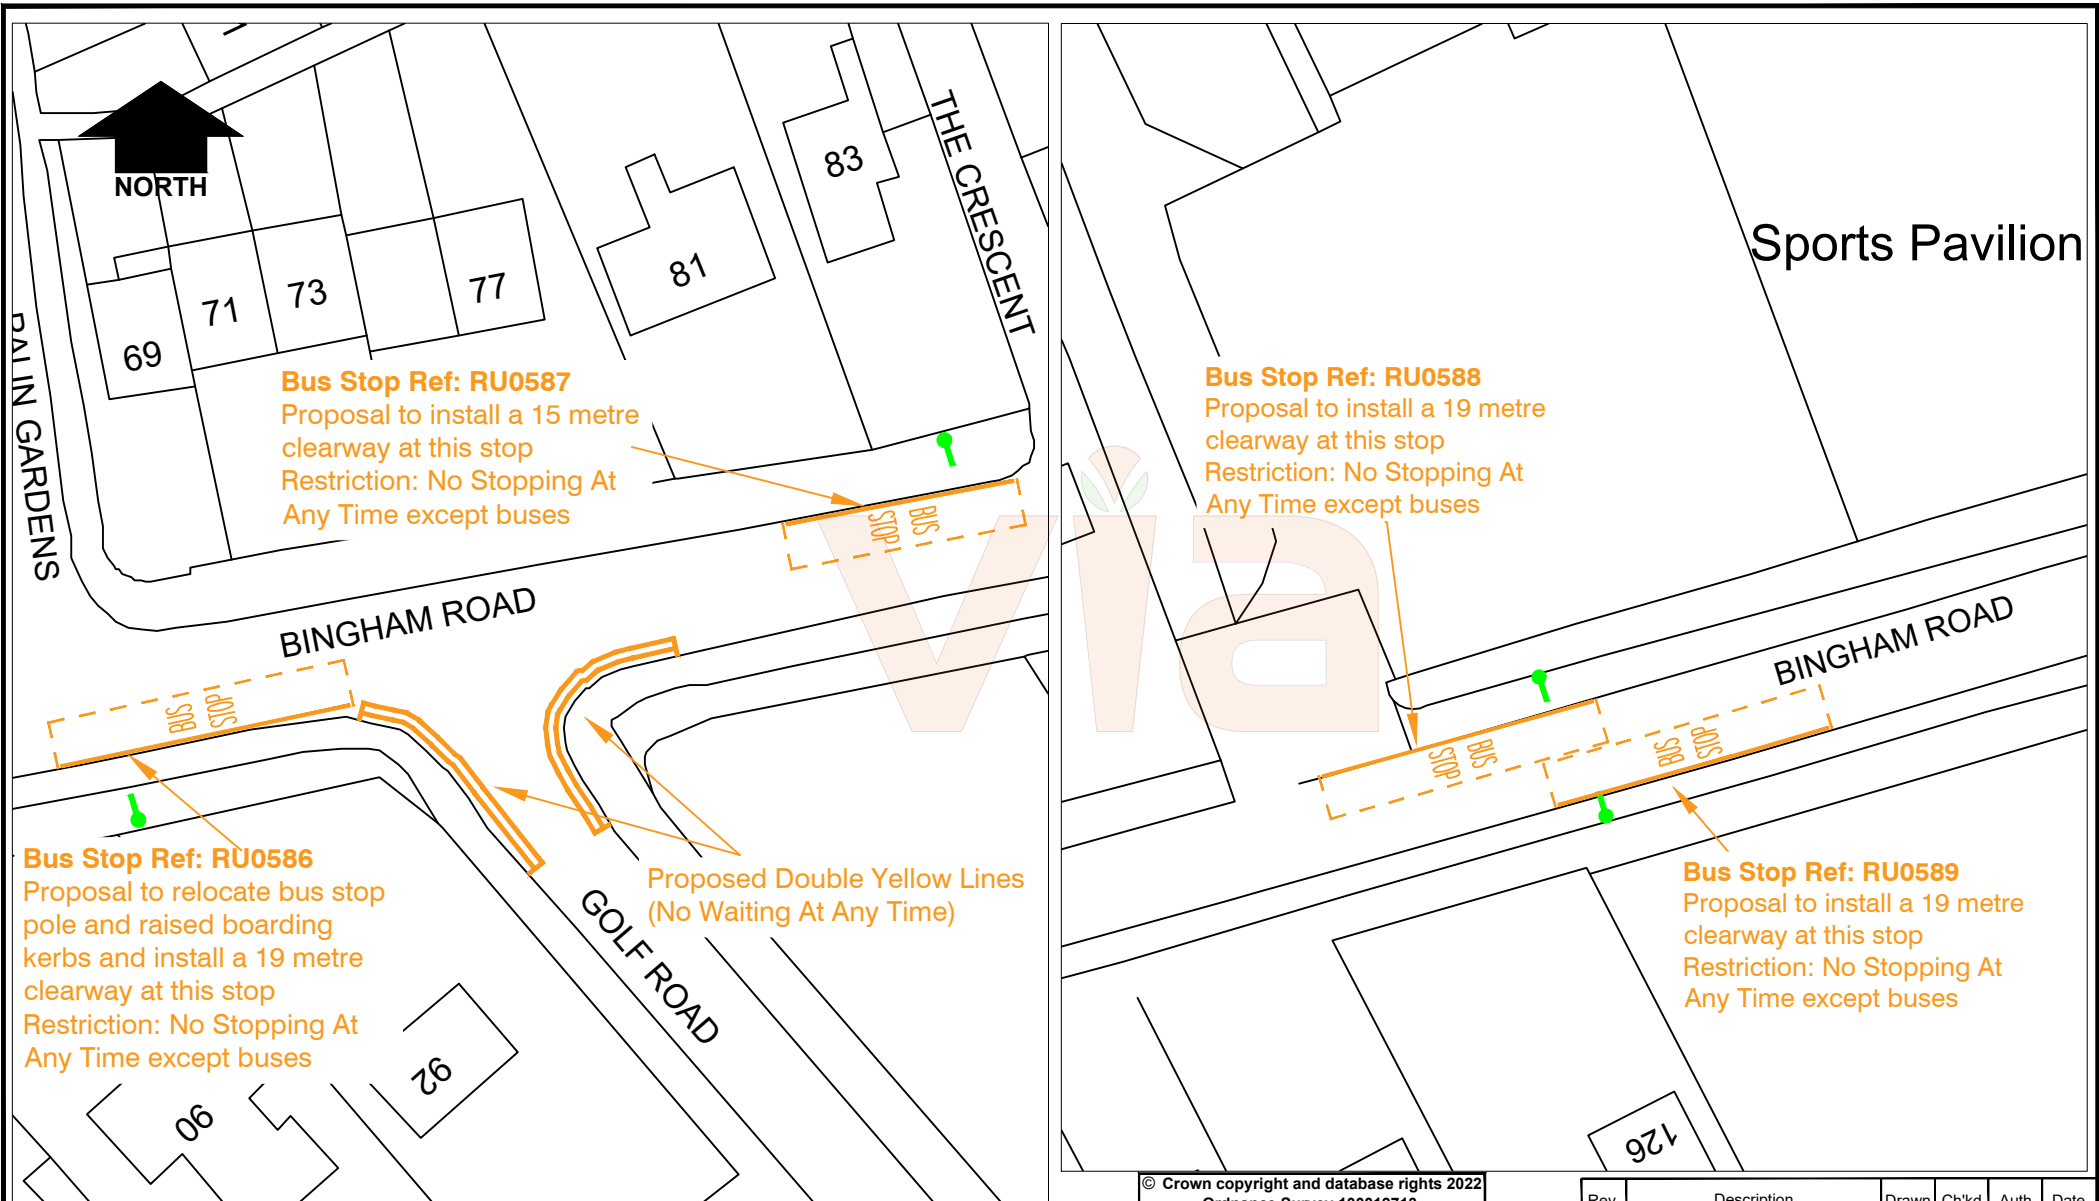 NORTH
69
71
73
77
81
83
THE CRESCENT
GARDENS
Bus Stop Ref: RU0587
Proposal to install a 15 metre
clearway at this stop
Restriction: No Stopping At
Any Time except buses
BUS
STOP
BINGHAM ROAD
STOP
BUS
Bus Stop Ref: RU0586
Proposal to relocate bus stop
pole and raised boarding
kerbs and install a 19 metre
clearway at this stop
Restriction: No Stopping At
Any Time except buses
Proposed Double Yellow Lines
(No Waiting At Any Time)
GOLF ROAD
90
92
via
Sports Pavilion
Bus Stop Ref: RU0588
Proposal to install a 19 metre
clearway at this stop
Restriction: No Stopping At
Any Time except buses
BINGHAM ROAD
BUS
STOP
STOP
BUS
Bus Stop Ref: RU0589
Proposal to install a 19 metre
clearway at this stop
Restriction: No Stopping At
Any Time except buses
126
© Crown copyright and database rights 2022
Ordnance Survey
Rev Description Drawn Ch'kd Auth Date